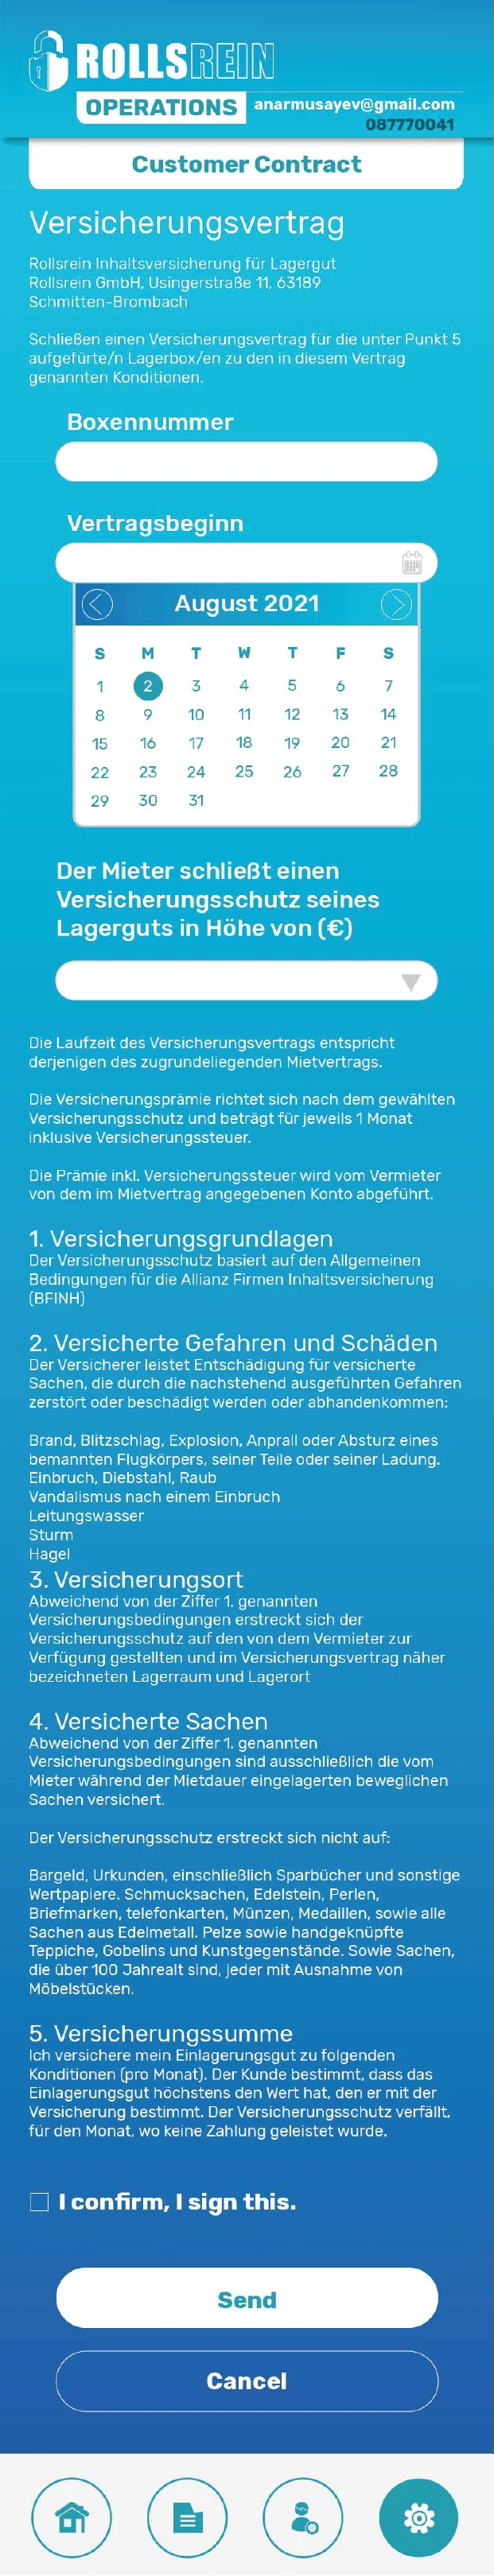 ROLLSREIN
OPERATIONS
anarmusayev@gmail.com
087770041
Customer Contract
Versicherungsvertrag
Rollsrein Inhaltsversicherung für Lagergut
Rollsrein GmbH, Usingerstraße 11, 63189
Schmitten-Brombach
Schließen einen Versicherungsvertrag für die unter Punkt 5
aufgefürte/n Lagerbox/en zu den in diesem Vertrag
genannten Konditionen.
Boxennummer
Vertragsbeginn
August 2021
S M T W T F S
1 2 3 4 5 6 7
8 9 10 11 12 13 14
15 16 17 18 19 20 21
22 23 24 25 26 27 28
29 30 31
Der Mieter schließt einen
Versicherungsschutz seines
Lagerguts in Höhe von (€)
Die Laufzeit des Versicherungsvertrags entspricht
derjenigen des zugrundeliegenden Mietvertrags.
Die Versicherungsprämie richtet sich nach dem gewählten
Versicherungsschutz und beträgt für jeweils 1 Monat
inklusive Versicherungssteuer.
Die Prämie inkl. Versicherungssteuer wird vom Vermieter
von dem im Mietvertrag angegebenen Konto abgeführt.
1. Versicherungsgrundlagen
Der Versicherungsschutz basiert auf den Allgemeinen
Bedingungen für die Allianz Firmen Inhaltsversicherung
(BFINH)
2. Versicherte Gefahren und Schäden
Der Versicherer leistet Entschädigung für versicherte
Sachen, die durch die nachstehend ausgeführten Gefahren
zerstört oder beschädigt werden oder abhandenkommen:
Brand, Blitzschlag, Explosion, Anprall oder Absturz eines
bemannten Flugkörpers, seiner Teile oder seiner Ladung.
Einbruch, Diebstahl, Raub
Vandalismus nach einem Einbruch
Leitungswasser
Sturm
Hagel
3. Versicherungsort
Abweichend von der Ziffer 1. genannten
Versicherungsbedingungen erstreckt sich der
Versicherungsschutz auf den von dem Vermieter zur
Verfügung gestellten und im Versicherungsvertrag näher
bezeichneten Lagerraum und Lagerort
4. Versicherte Sachen
Abweichend von der Ziffer 1. genannten
Versicherungsbedingungen sind ausschließlich die vom
Mieter während der Mietdauer eingelagerten beweglichen
Sachen versichert.
Der Versicherungsschutz erstreckt sich nicht auf:
Bargeld, Urkunden, einschließlich Sparbücher und sonstige
Wertpapiere. Schmucksachen, Edelstein, Perlen,
Briefmarken, telefonkarten, Münzen, Medaillen, sowie alle
Sachen aus Edelmetall. Pelze sowie handgeknüpfte
Teppiche, Gobelins und Kunstgegenstände. Sowie Sachen,
die über 100 Jahrealt sind, jeder mit Ausnahme von
Möbelstücken.
5. Versicherungssumme
Ich versichere mein Einlagerungsgut zu folgenden
Konditionen (pro Monat). Der Kunde bestimmt, dass das
Einlagerungsgut höchstens den Wert hat, den er mit der
Versicherung bestimmt. Der Versicherungsschutz verfällt,
für den Monat, wo keine Zahlung geleistet wurde.
I confirm, I sign this.
Send
Cancel